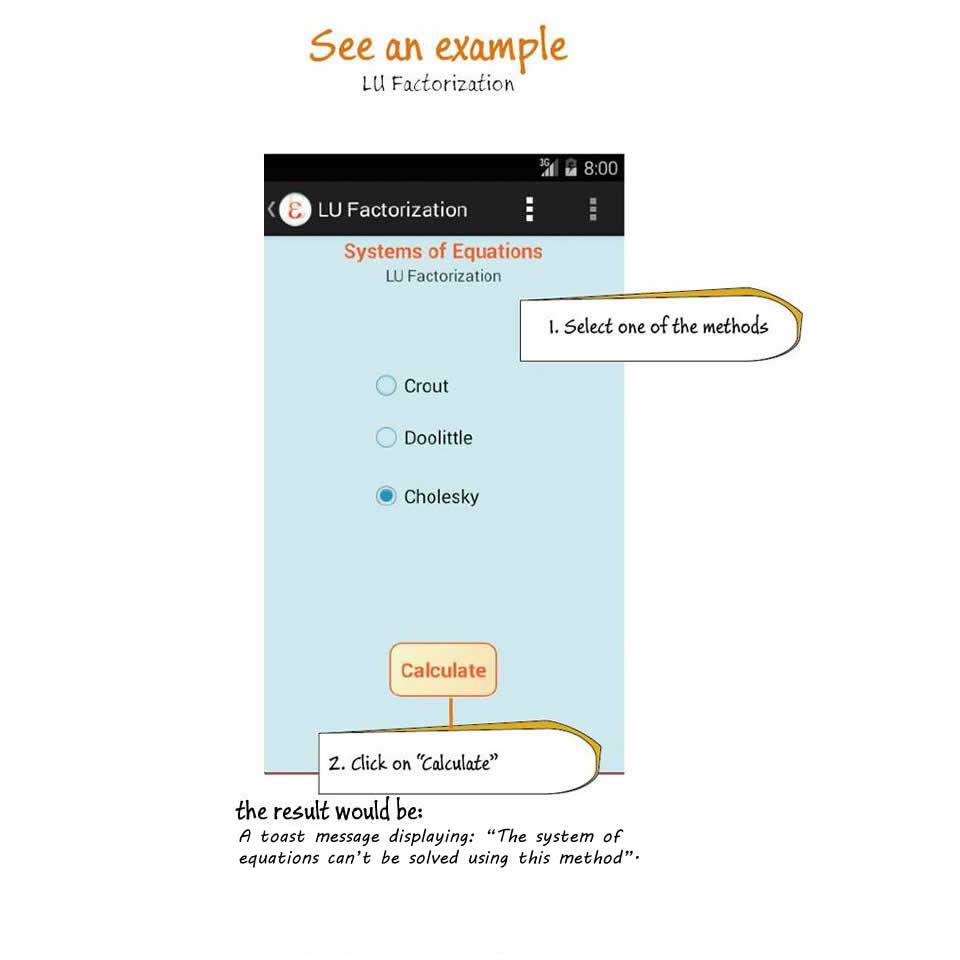 See an example
LU Factorization
3G 8:00
ε LU Factorization
Systems of Equations
LU Factorization
1. Select one of the methods
Crout
Doolittle
Cholesky
Calculate
2. Click on "Calculate"
the result would be:
A toast message displaying: "The system of
equations can't be solved using this method".